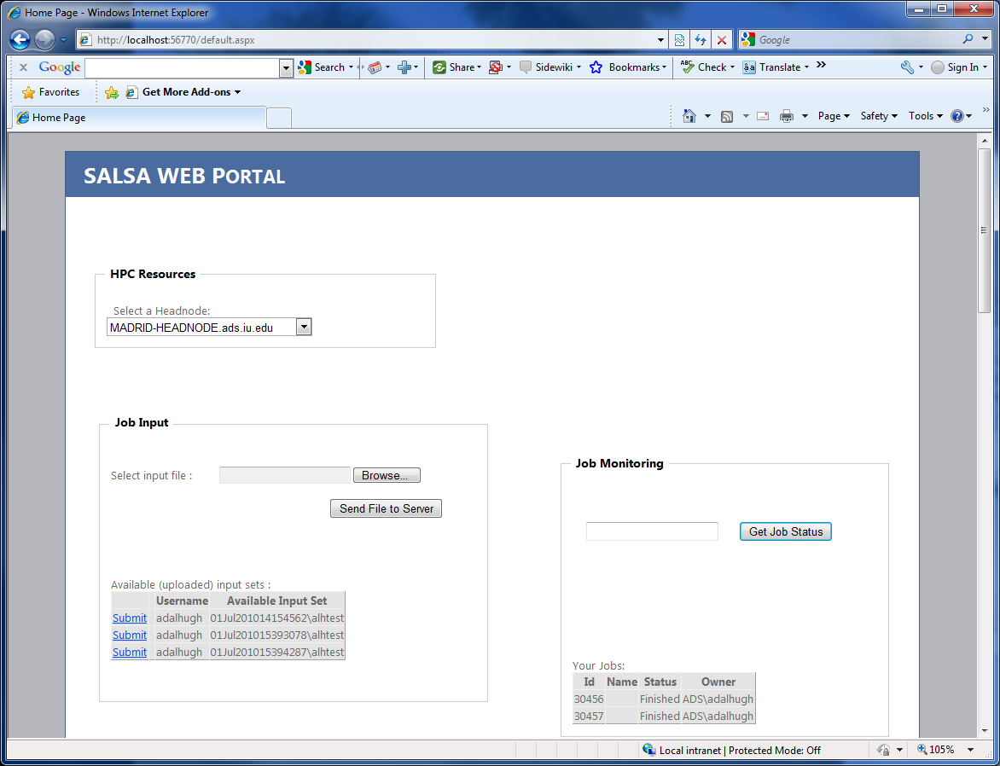 Home Page - Windows Internet Explorer
http://localhost:56770/default.aspx
Google
Google Search Share Sidewiki Bookmarks ABC Check Translate Sign In
Favorites Get More Add-ons
Home Page
Page Safety Tools
SALSA WEB PORTAL
HPC Resources
Select a Headnode:
MADRID-HEADNODE.ads.iu.edu
Job Input
Select input file : Browse...
Send File to Server
Available (uploaded) input sets :
Username Available Input Set
Submit adalhugh 01Jul201014154562\alhtest
Submit adalhugh 01Jul201015393078\alhtest
Submit adalhugh 01Jul201015394287\alhtest
Job Monitoring
Get Job Status
Your Jobs:
Id Name Status Owner
30456 Finished ADS\adalhugh
30457 Finished ADS\adalhugh
Local intranet | Protected Mode: Off 105%